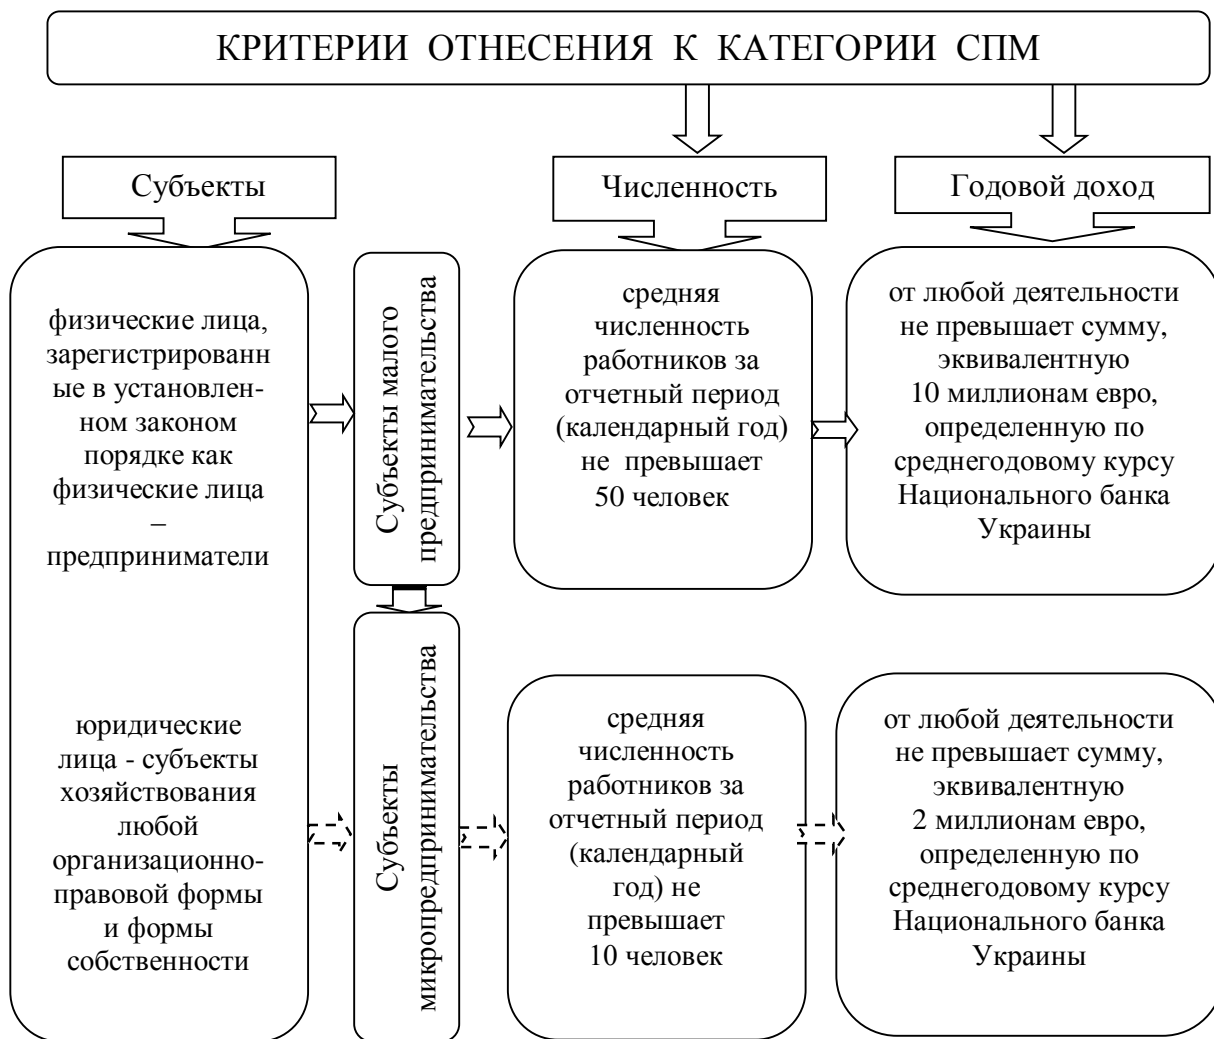 КРИТЕРИИ ОТНЕСЕНИЯ К КАТЕГОРИИ СПМ
Субъекты
Численность
Годовой доход
физические лица,
зарегистрированн
ые в установлен-
ном законом
порядке как
физические лица
–
предприниматели
юридические
лица - субъекты
хозяйствования
любой
организационно-
правовой формы
и формы
собственности
Субъекты малого
предпринимательства
средняя
численность
работников за
отчетный период
(календарный год)
не превышает
50 человек
от любой деятельности
не превышает сумму,
эквивалентную
10 миллионам евро,
определенную по
среднегодовому курсу
Национального банка
Украины
Субъекты
микропредпринимательства
средняя
численность
работников за
отчетный период
(календарный
год) не
превышает
10 человек
от любой деятельности
не превышает сумму,
эквивалентную
2 миллионам евро,
определенную по
среднегодовому курсу
Национального банка
Украины